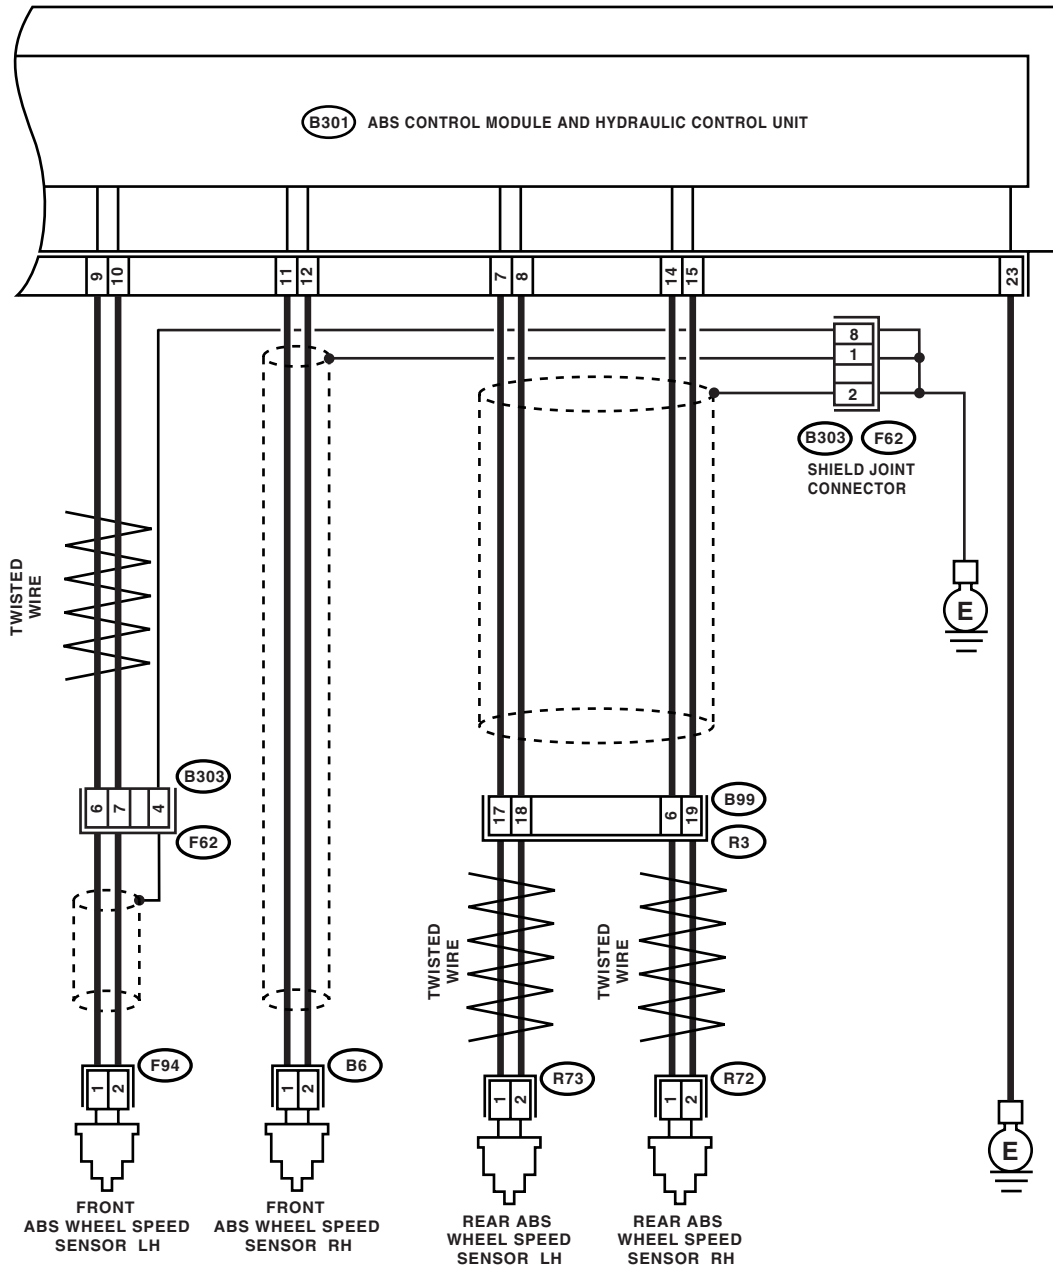 B301 ABS CONTROL MODULE AND HYDRAULIC CONTROL UNIT
9 10 11 12 7 8 14 15 23
8
1
2
B303 F62
SHIELD JOINT
CONNECTOR
TWISTED
WIRE
E
B303
6 7 4
F62
B99
17 18 6 19
R3
TWISTED
WIRE
TWISTED
WIRE
F94
1 2
B6
1 2
R73
1 2
R72
1 2
E
FRONT
ABS WHEEL SPEED
SENSOR LH
FRONT
ABS WHEEL SPEED
SENSOR RH
REAR ABS
WHEEL SPEED
SENSOR LH
REAR ABS
WHEEL SPEED
SENSOR RH